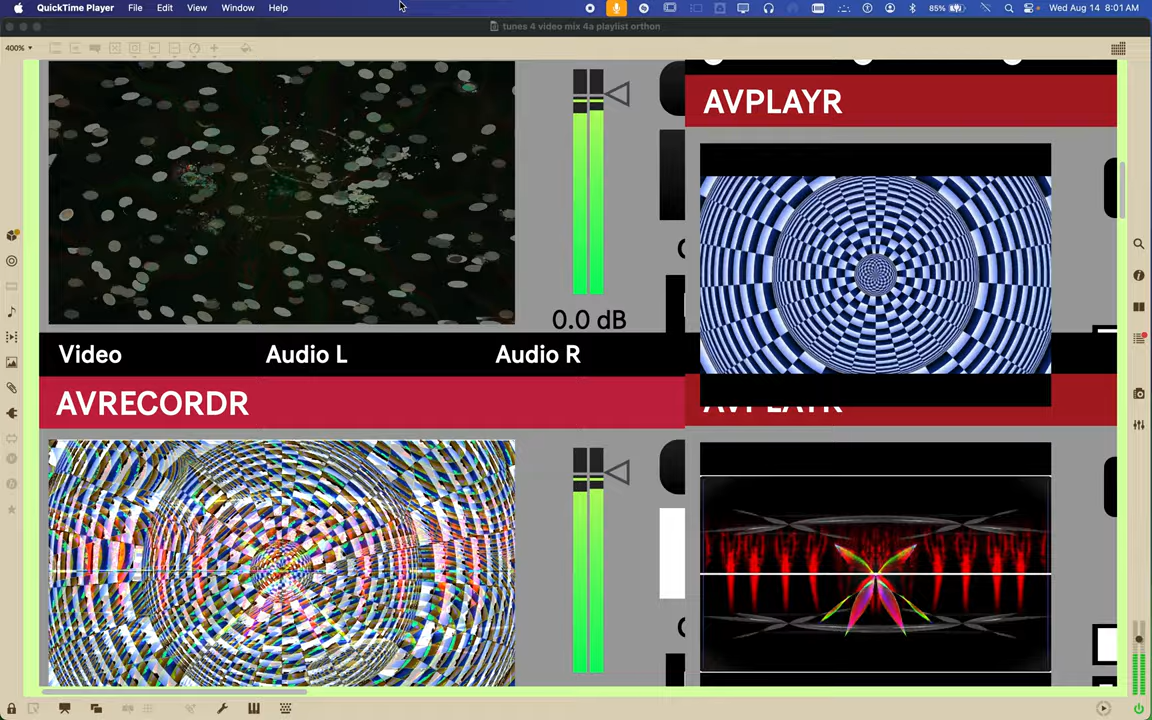 QuickTime Player File Edit View Window Help 85% Wed Aug 14 8:01 AM
tunes 4 video mix 4a playlist orthon
400%
AVPLAYR
0.0 dB
Video Audio L Audio R
AVRECORDR